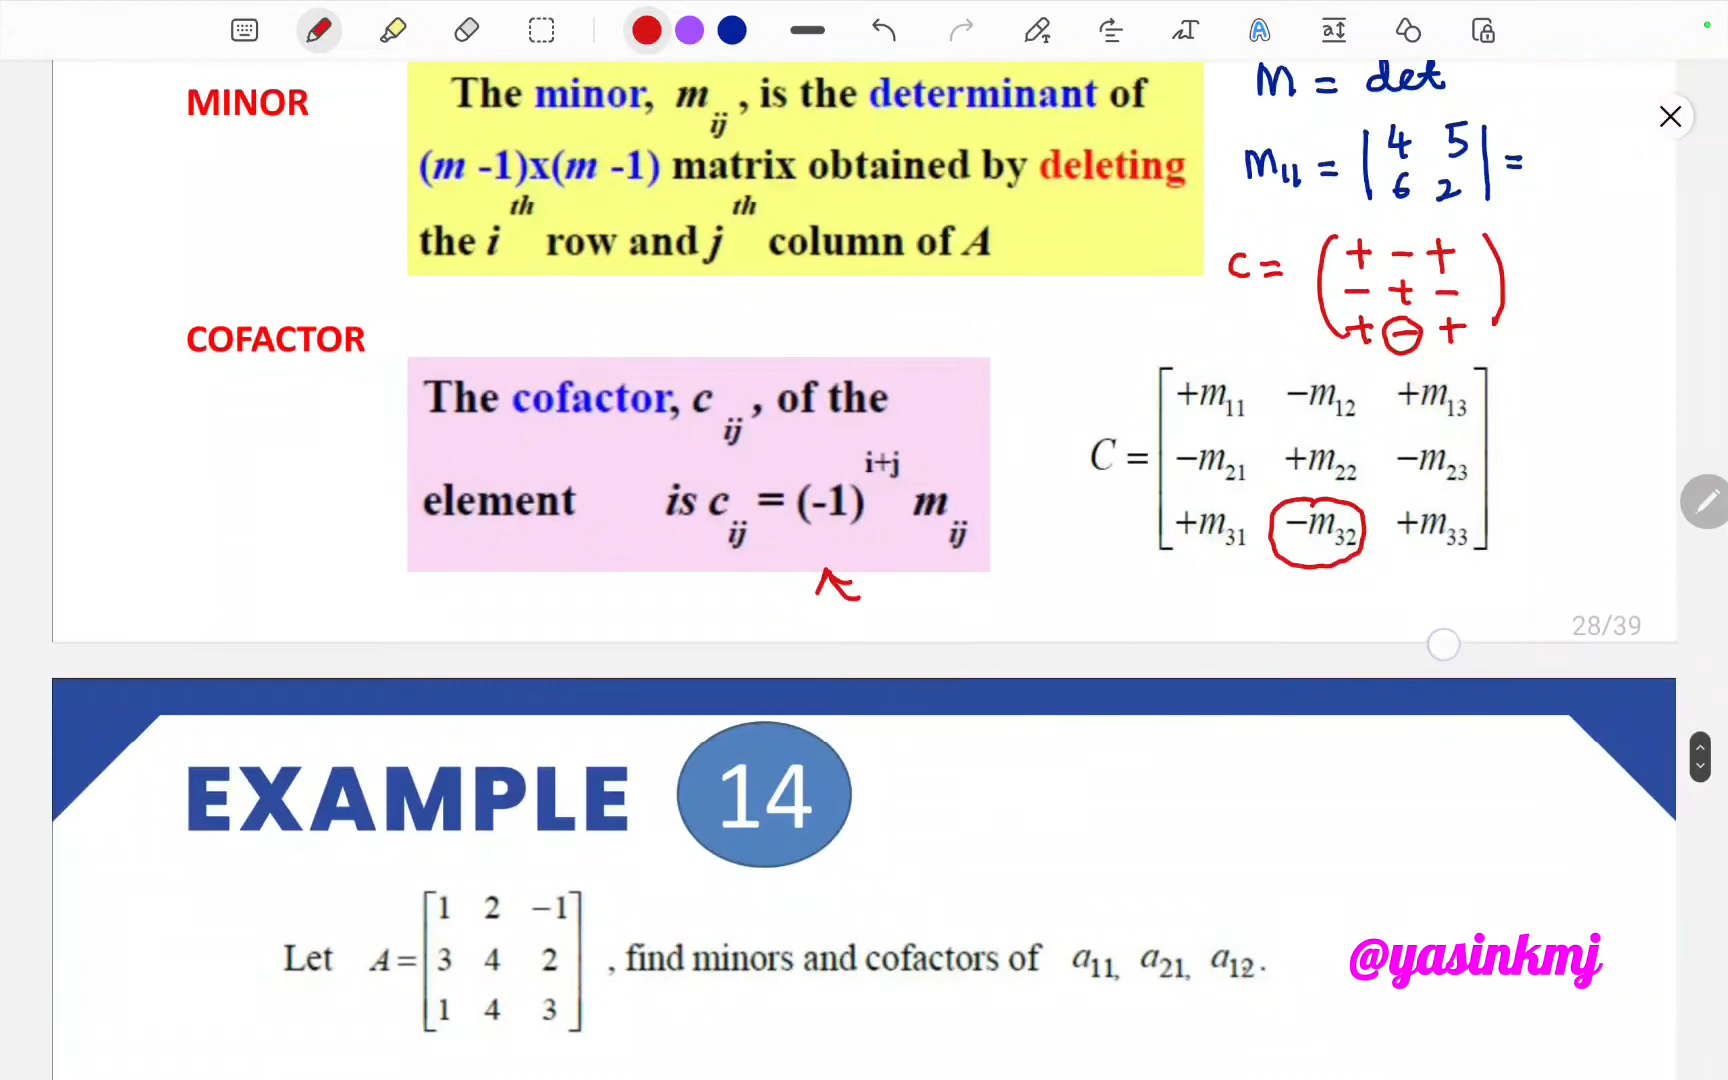 MINOR
The minor, m ij , is the determinant of
(m -1)x(m -1) matrix obtained by deleting
the i th row and j th column of A
M = det
m11 = | 4 5 |
| 6 2 | =
C = ( + - +
- + -
+ - + )
COFACTOR
The cofactor, c ij , of the
element is c ij = (-1) i+j m ij
C = [ +m11 −m12 +m13
−m21 +m22 −m23
+m31 −m32 +m33 ]
28/39
EXAMPLE 14
Let A = [ 1 2 −1
3 4 2
1 4 3 ] , find minors and cofactors of a11, a21, a12.
@yasinkmj